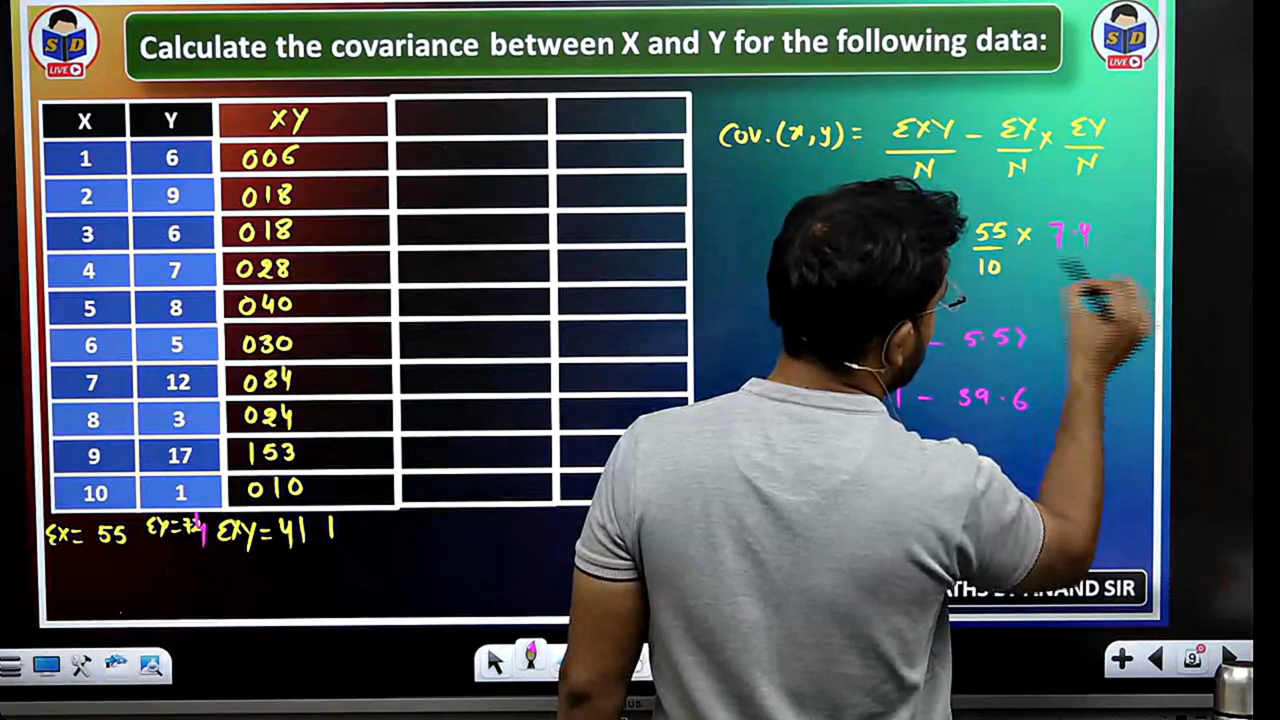 S D
LIVE
Calculate the covariance between X and Y for the following data:
S D
LIVE
X Y XY
1 6 006
2 9 018
3 6 018
4 7 028
5 8 040
6 5 030
7 12 084
8 3 024
9 17 153
10 1 010
ΣX = 55 ΣXY = 411
Cov. (x, y) = ΣXY/N − ΣX/N × ΣY/N
55/10 × 7.4
− 5.5
1 − 39.6
ANAND SIR
9